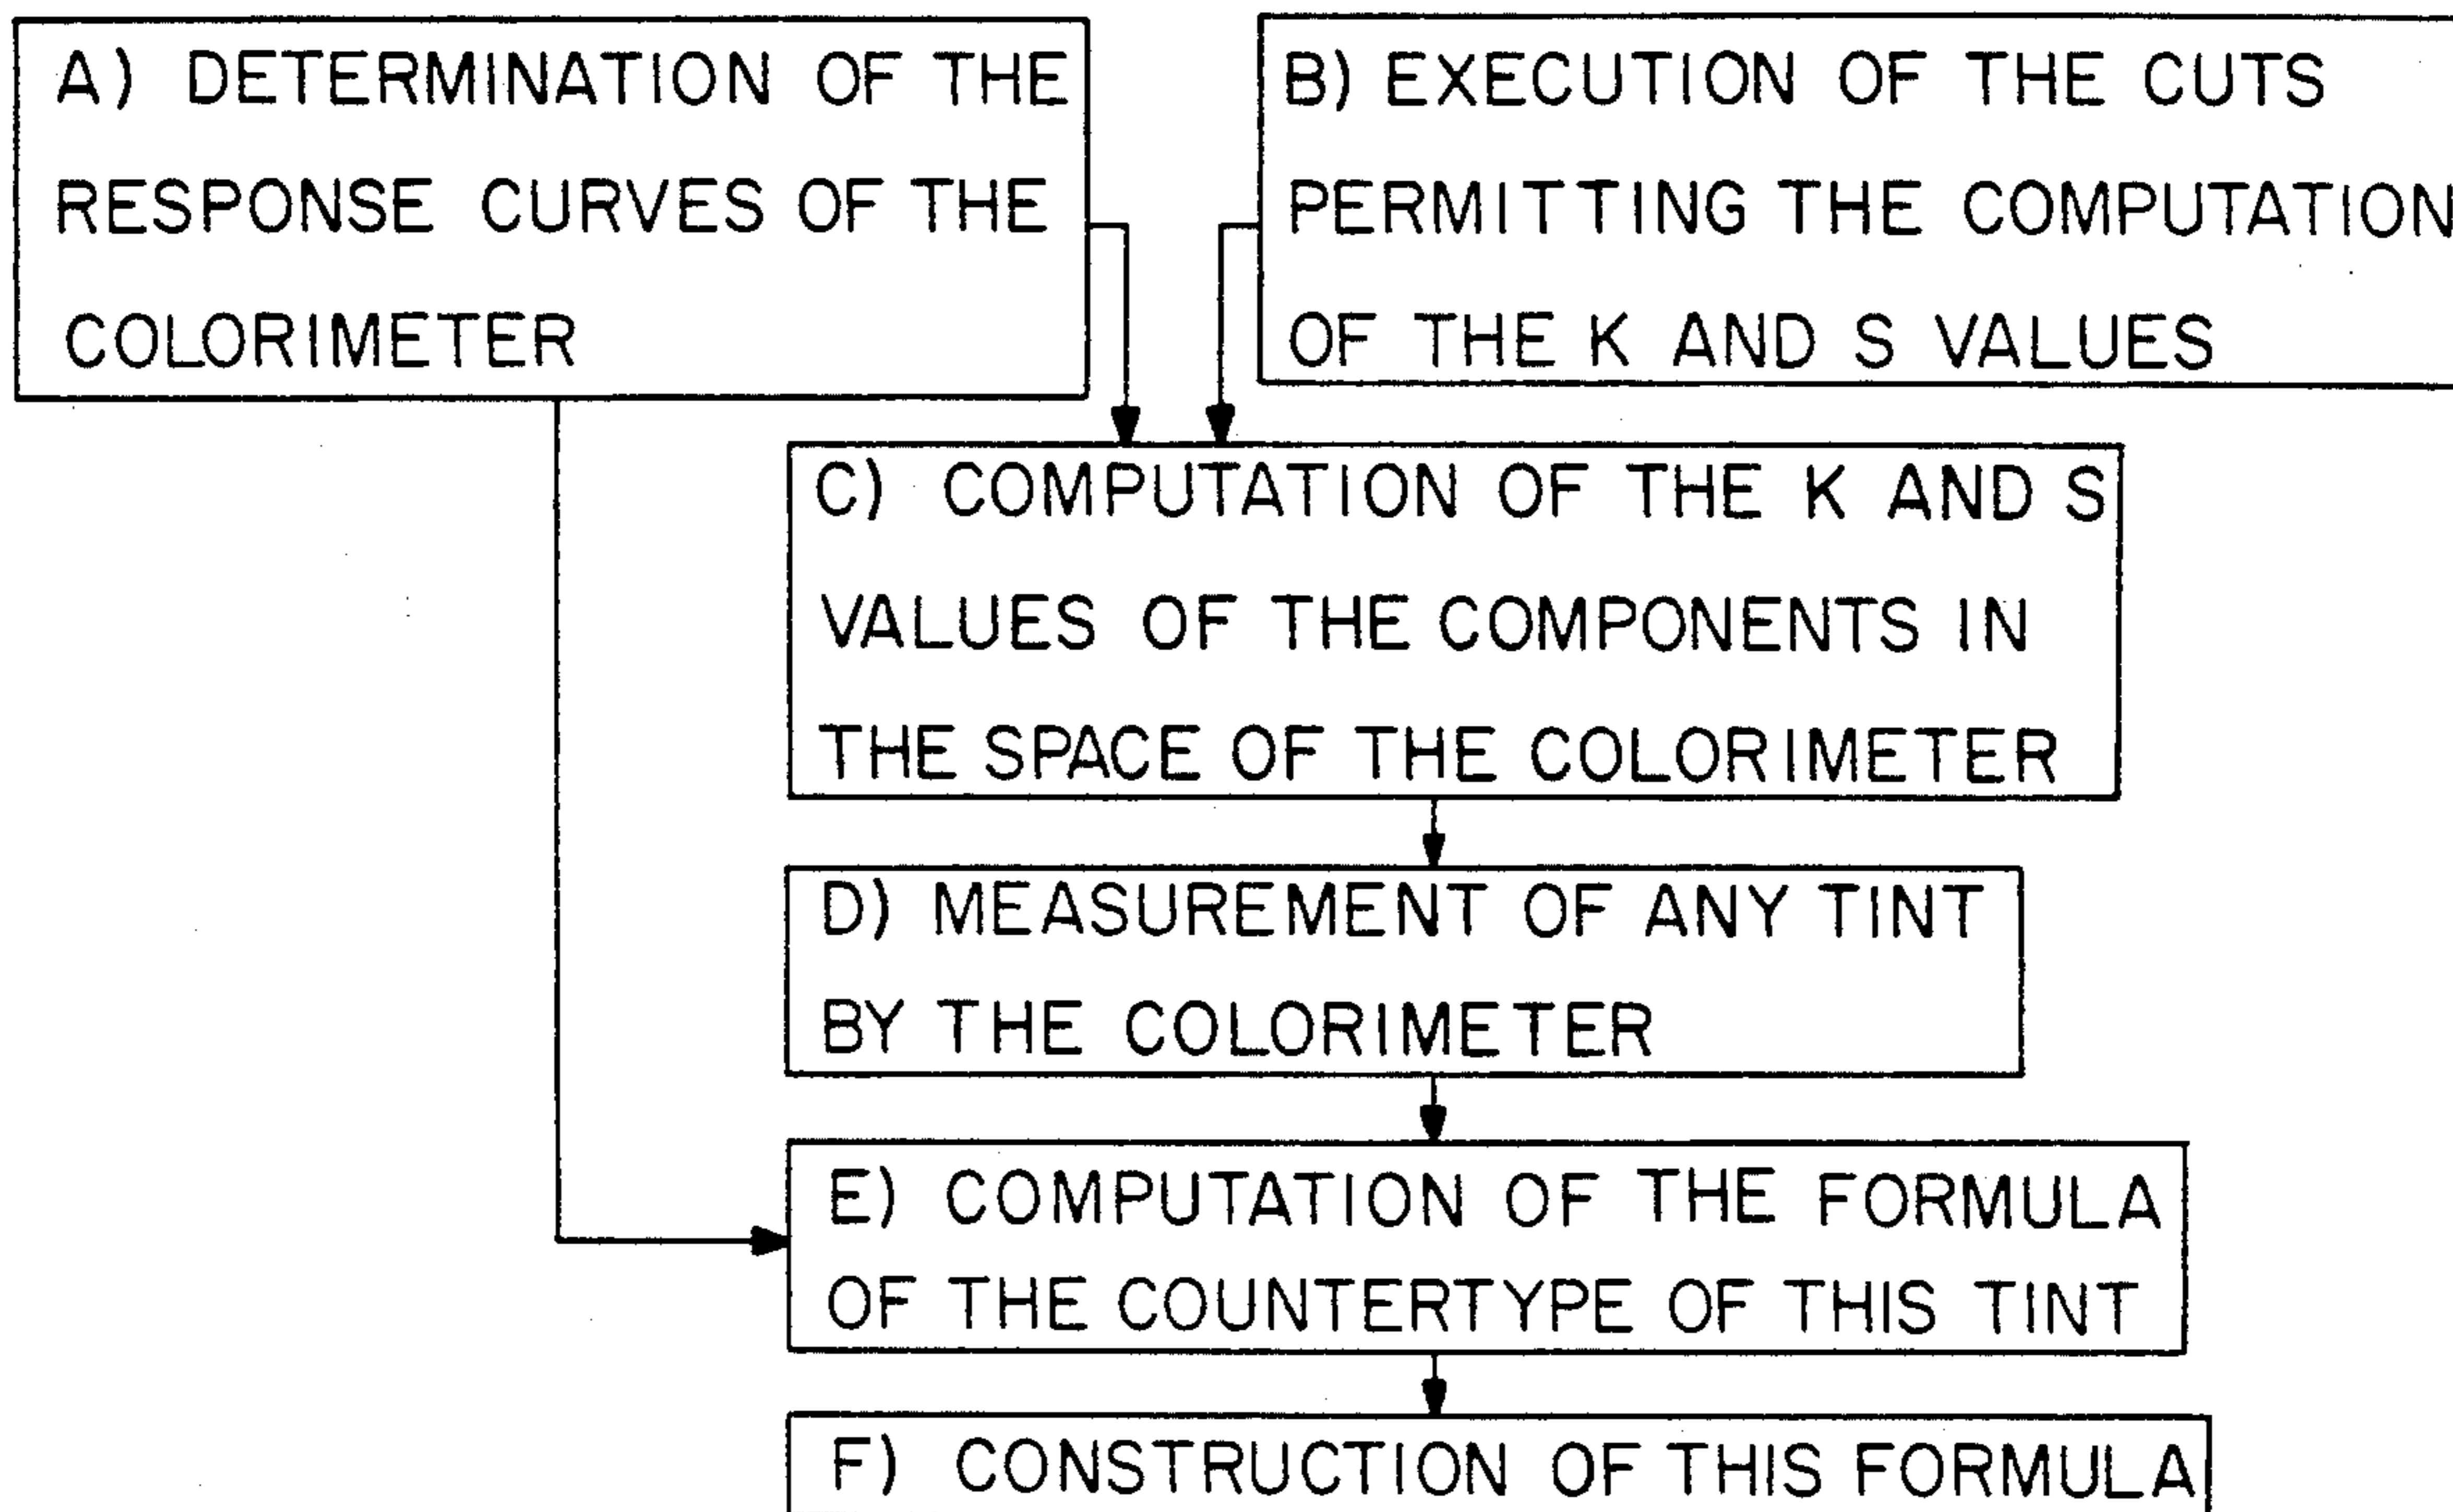 A) DETERMINATION OF THE
RESPONSE CURVES OF THE
COLORIMETER
B) EXECUTION OF THE CUTS
PERMITTING THE COMPUTATION
OF THE K AND S VALUES
C) COMPUTATION OF THE K AND S
VALUES OF THE COMPONENTS IN
THE SPACE OF THE COLORIMETER
D) MEASUREMENT OF ANY TINT
BY THE COLORIMETER
E) COMPUTATION OF THE FORMULA
OF THE COUNTERTYPE OF THIS TINT
F) CONSTRUCTION OF THIS FORMULA